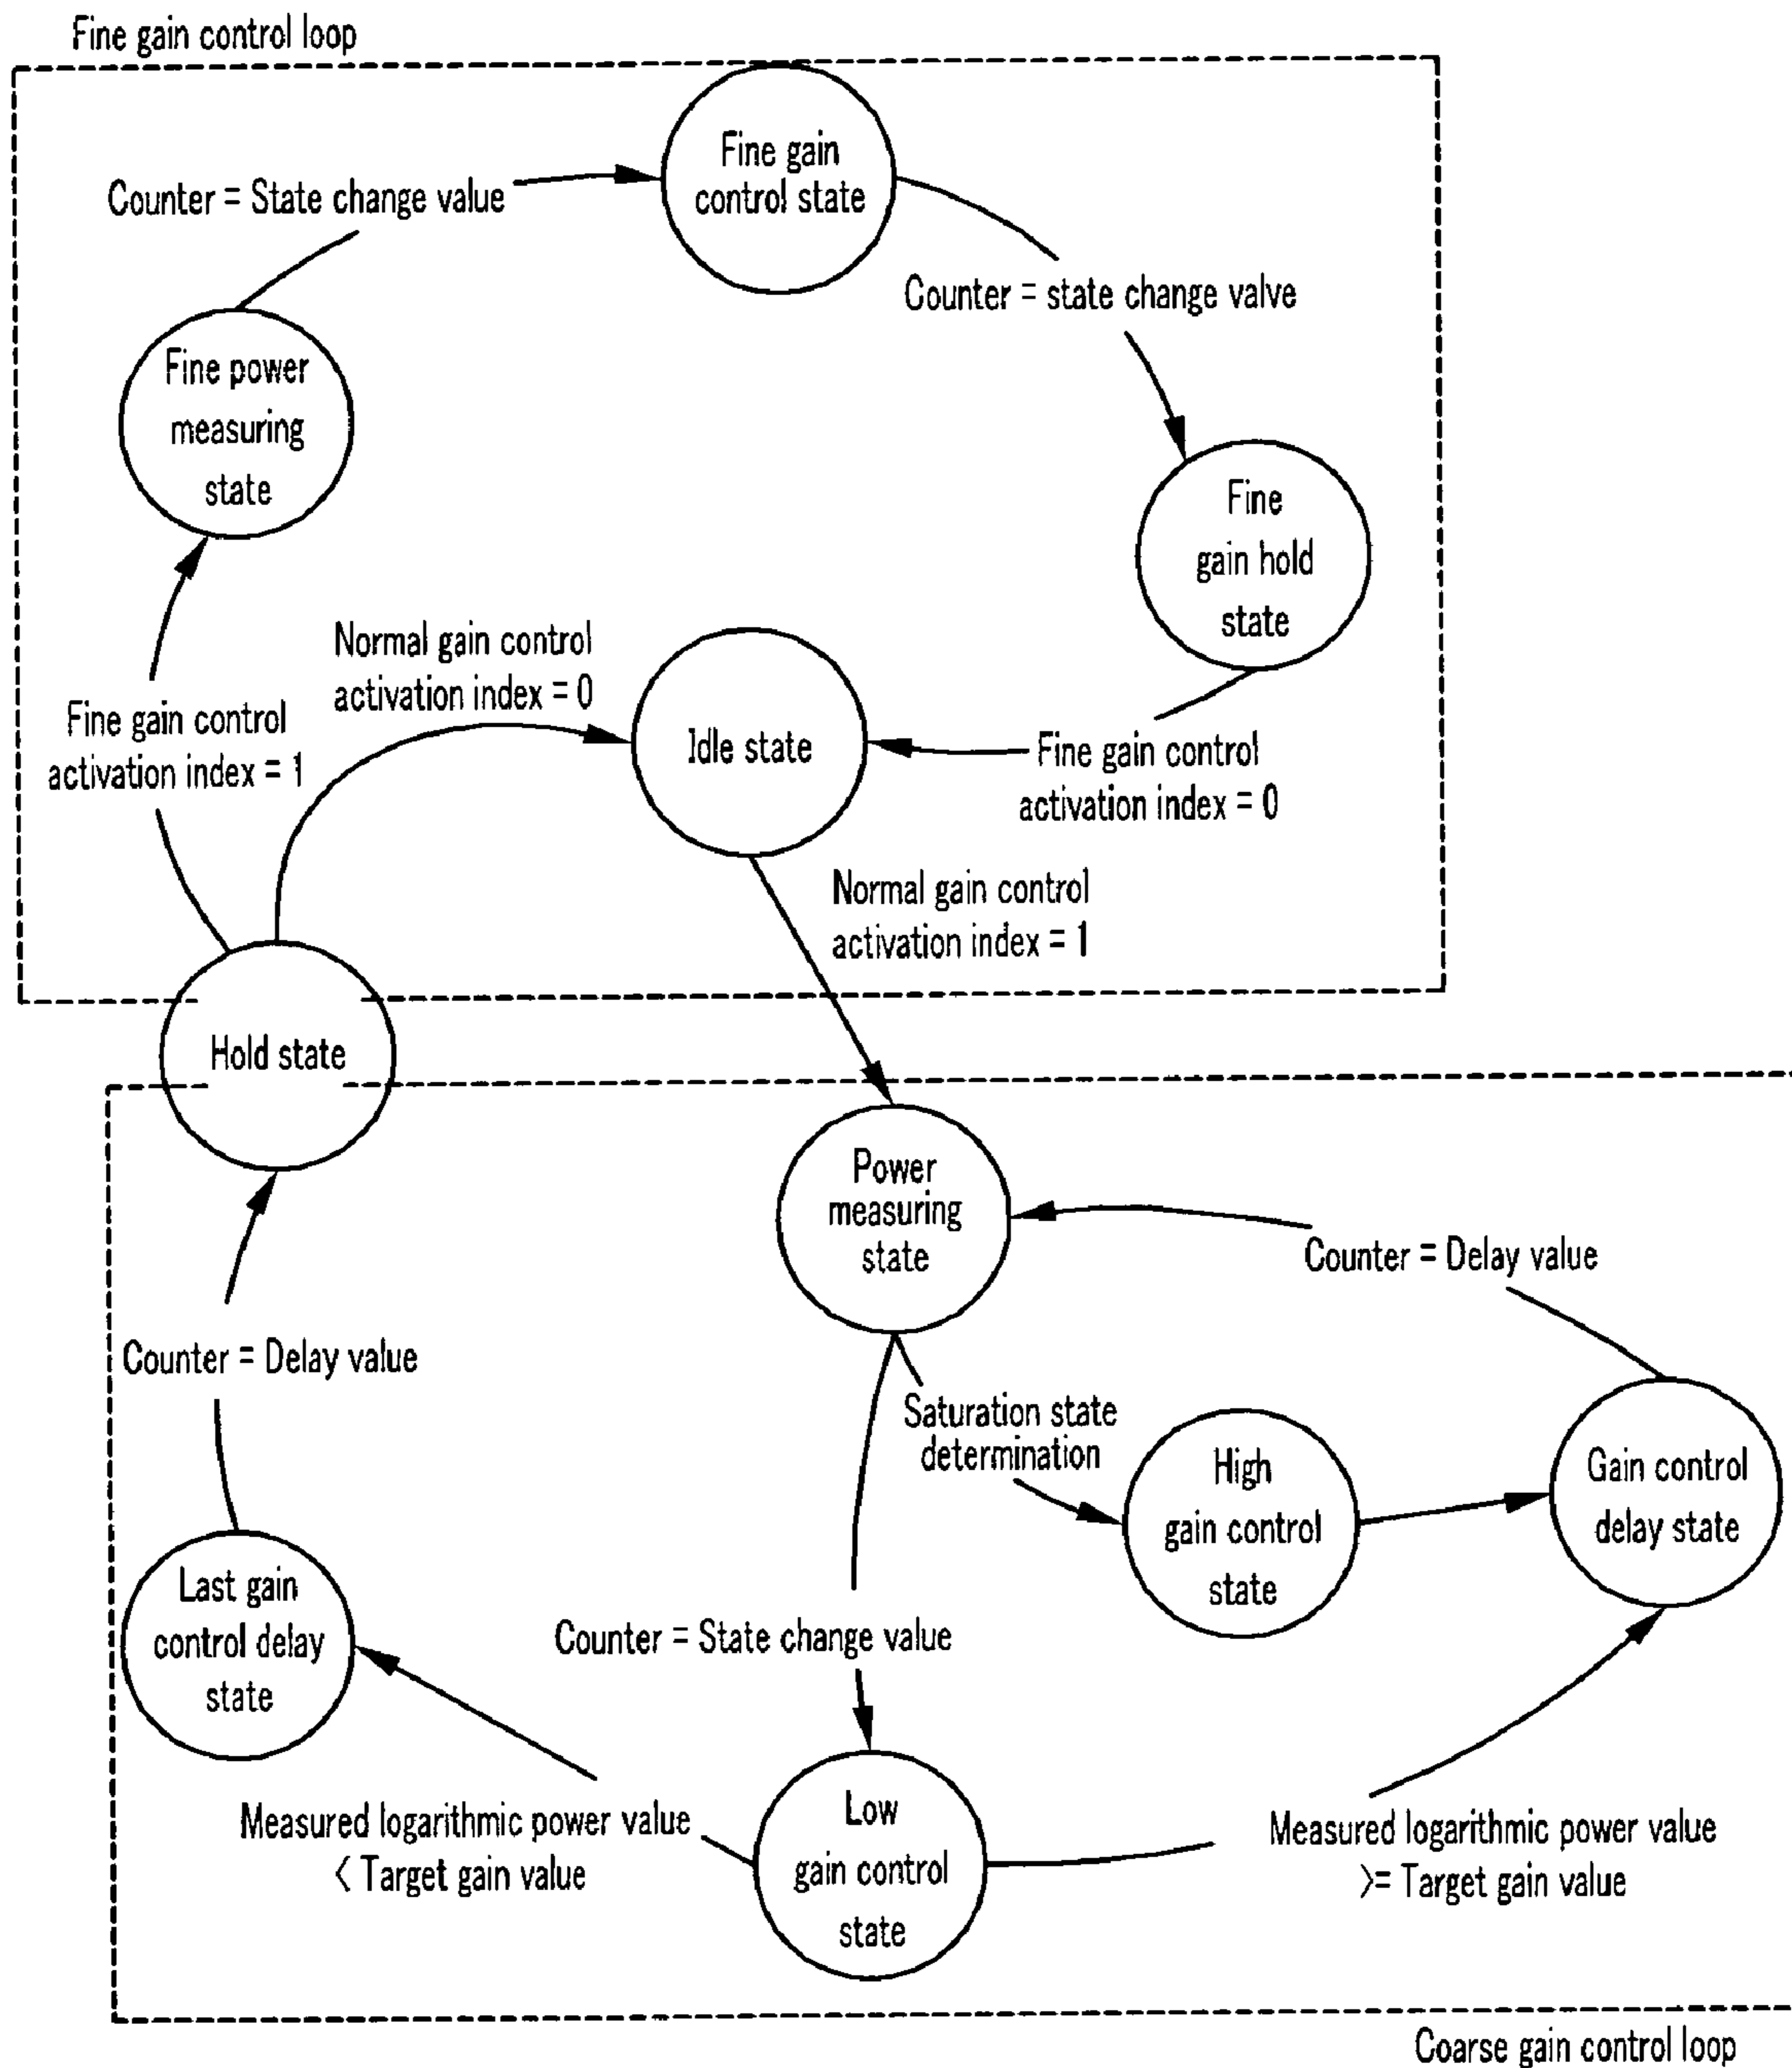 Fine gain control loop
Fine gain
control state
Counter = State change value
Counter = state change valve
Fine power
measuring
state
Fine
gain hold
state
Normal gain control
activation index = 0
Fine gain control
activation index = 1
Idle state
Fine gain control
activation index = 0
Normal gain control
activation index = 1
Hold state
Power
measuring
state
Counter = Delay value
Counter = Delay value
Saturation state
determination
High
gain control
state
Gain control
delay state
Last gain
control delay
state
Counter = State change value
Measured logarithmic power value
< Target gain value
Low
gain control
state
Measured logarithmic power value
>= Target gain value
Coarse gain control loop